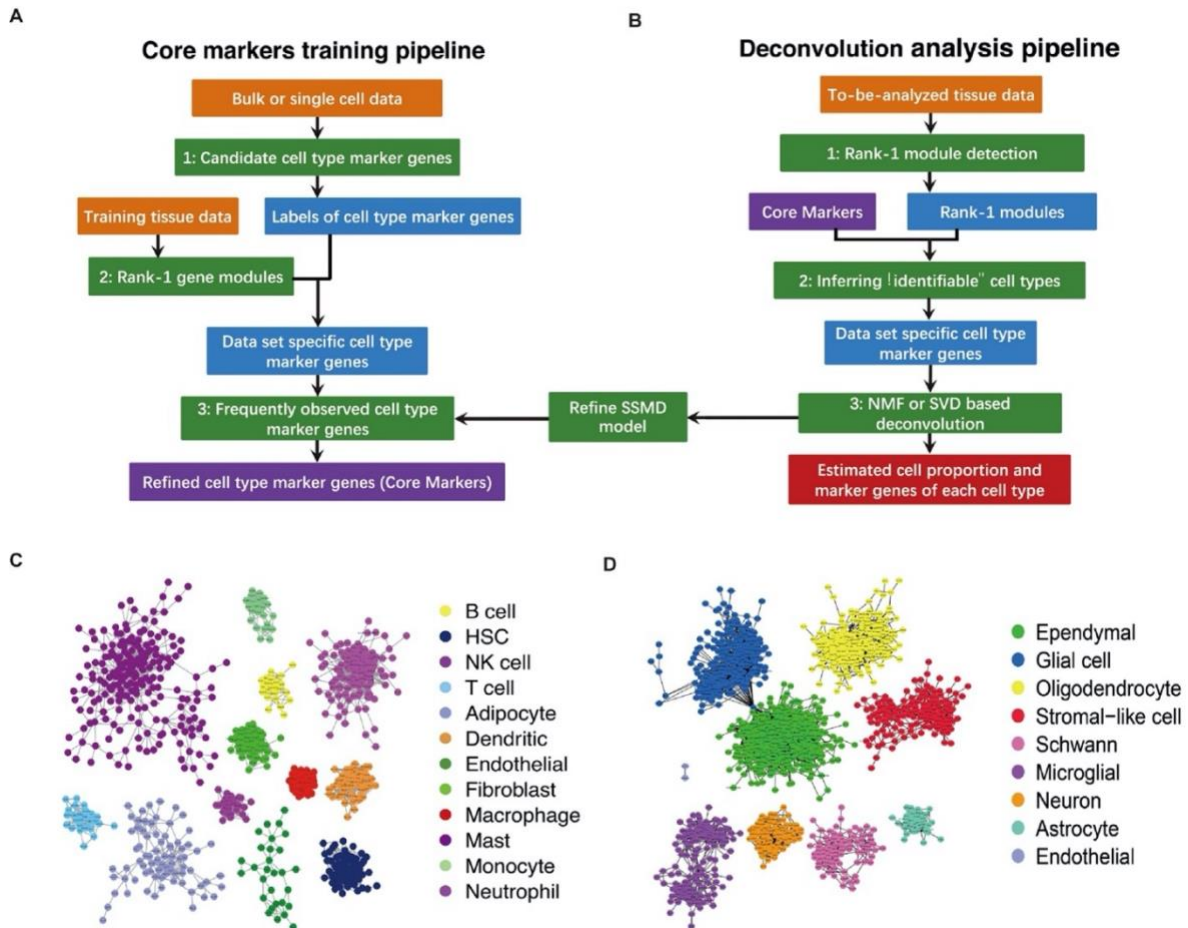 A
Core markers training pipeline
Bulk or single cell data
1: Candidate cell type marker genes
Training tissue data
Labels of cell type marker genes
2: Rank-1 gene modules
Data set specific cell type
marker genes
3: Frequently observed cell type
marker genes
Refined cell type marker genes (Core Markers)
Refine SSMD
model
B
Deconvolution analysis pipeline
To-be-analyzed tissue data
1: Rank-1 module detection
Core Markers
Rank-1 modules
2: Inferring "identifiable" cell types
Data set specific cell type
marker genes
3: NMF or SVD based
deconvolution
Estimated cell proportion and
marker genes of each cell type
C
B cell
HSC
NK cell
T cell
Adipocyte
Dendritic
Endothelial
Fibroblast
Macrophage
Mast
Monocyte
Neutrophil
D
Ependymal
Glial cell
Oligodendrocyte
Stromal-like cell
Schwann
Microglial
Neuron
Astrocyte
Endothelial